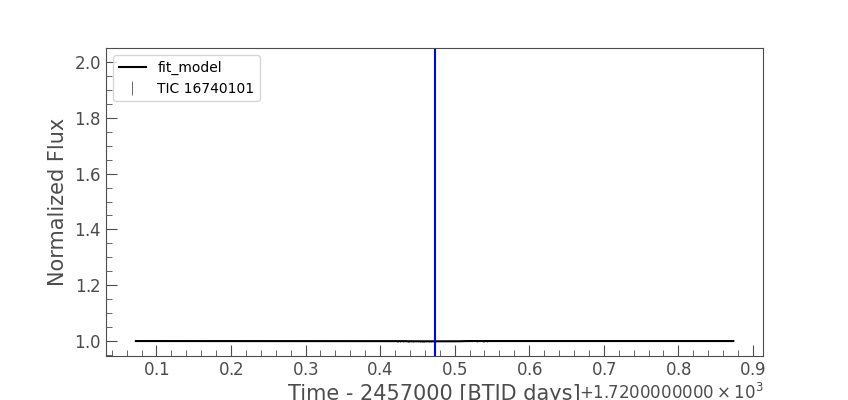 fit_model
TIC 16740101
2.0
1.8
1.6
1.4
1.2
1.0
Normalized Flux
0.1 0.2 0.3 0.4 0.5 0.6 0.7 0.8 0.9
Time - 2457000 [BTJD days]
+1.7200000000 × 10³